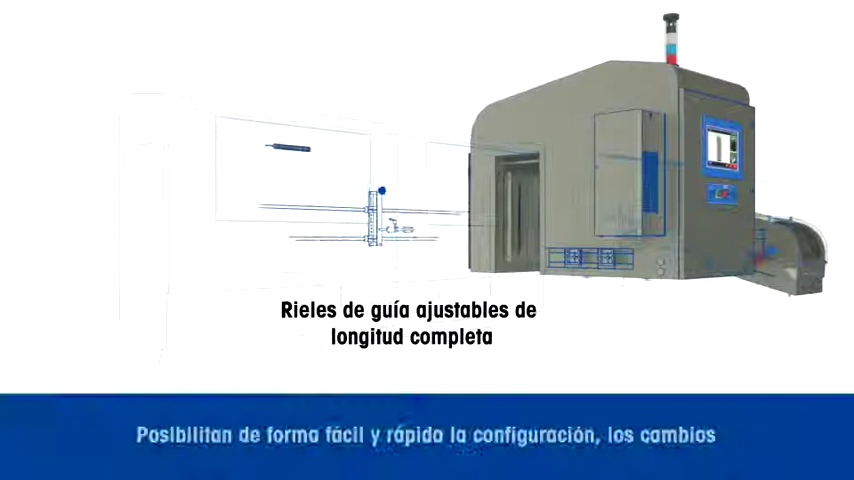 Rieles de guía ajustables de
longitud completa
Posibilitan de forma fácil y rápida la configuración, los cambios